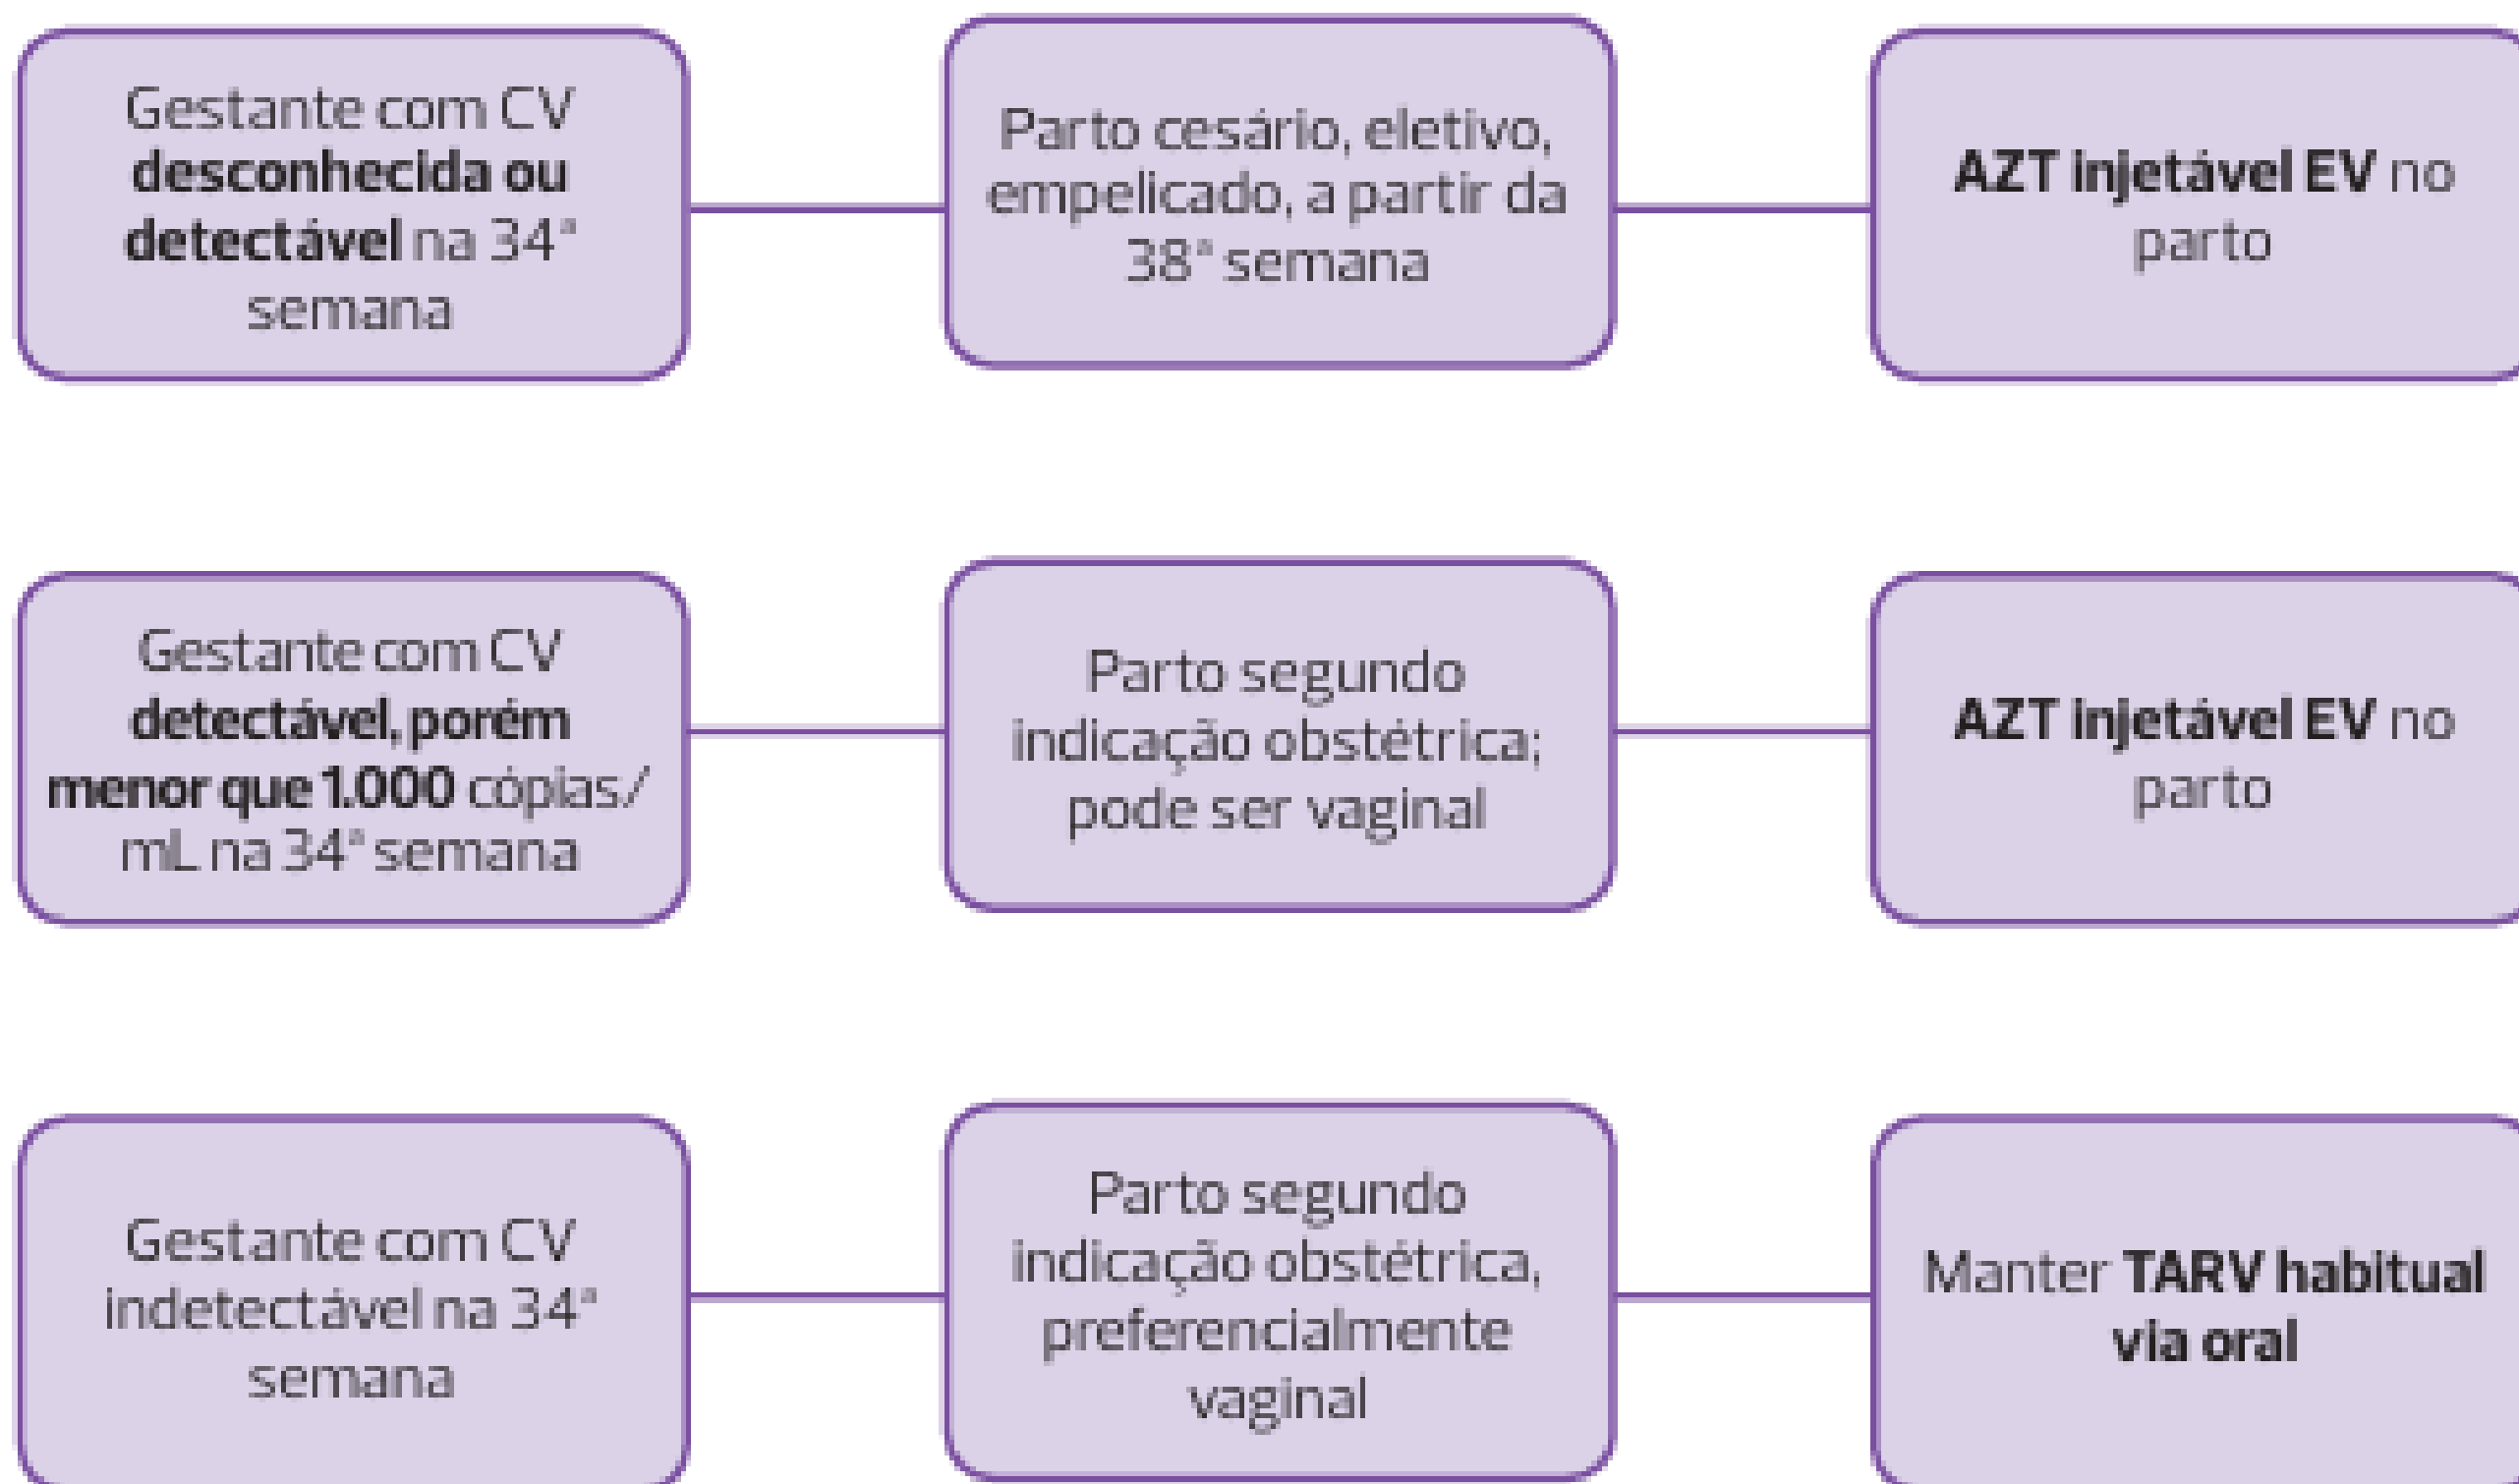 Gestante com CV
desconhecida ou
detectável na 34ª
semana
Parto cesário, eletivo,
empelicado, a partir da
38ª semana
AZT injetável EV no
parto
Gestante com CV
detectável, porém
menor que 1.000 cópias/
mL na 34ª semana
Parto segundo
indicação obstétrica;
pode ser vaginal
AZT injetável EV no
parto
Gestante com CV
indetectável na 34ª
semana
Parto segundo
indicação obstétrica,
preferencialmente
vaginal
Manter TARV habitual
via oral